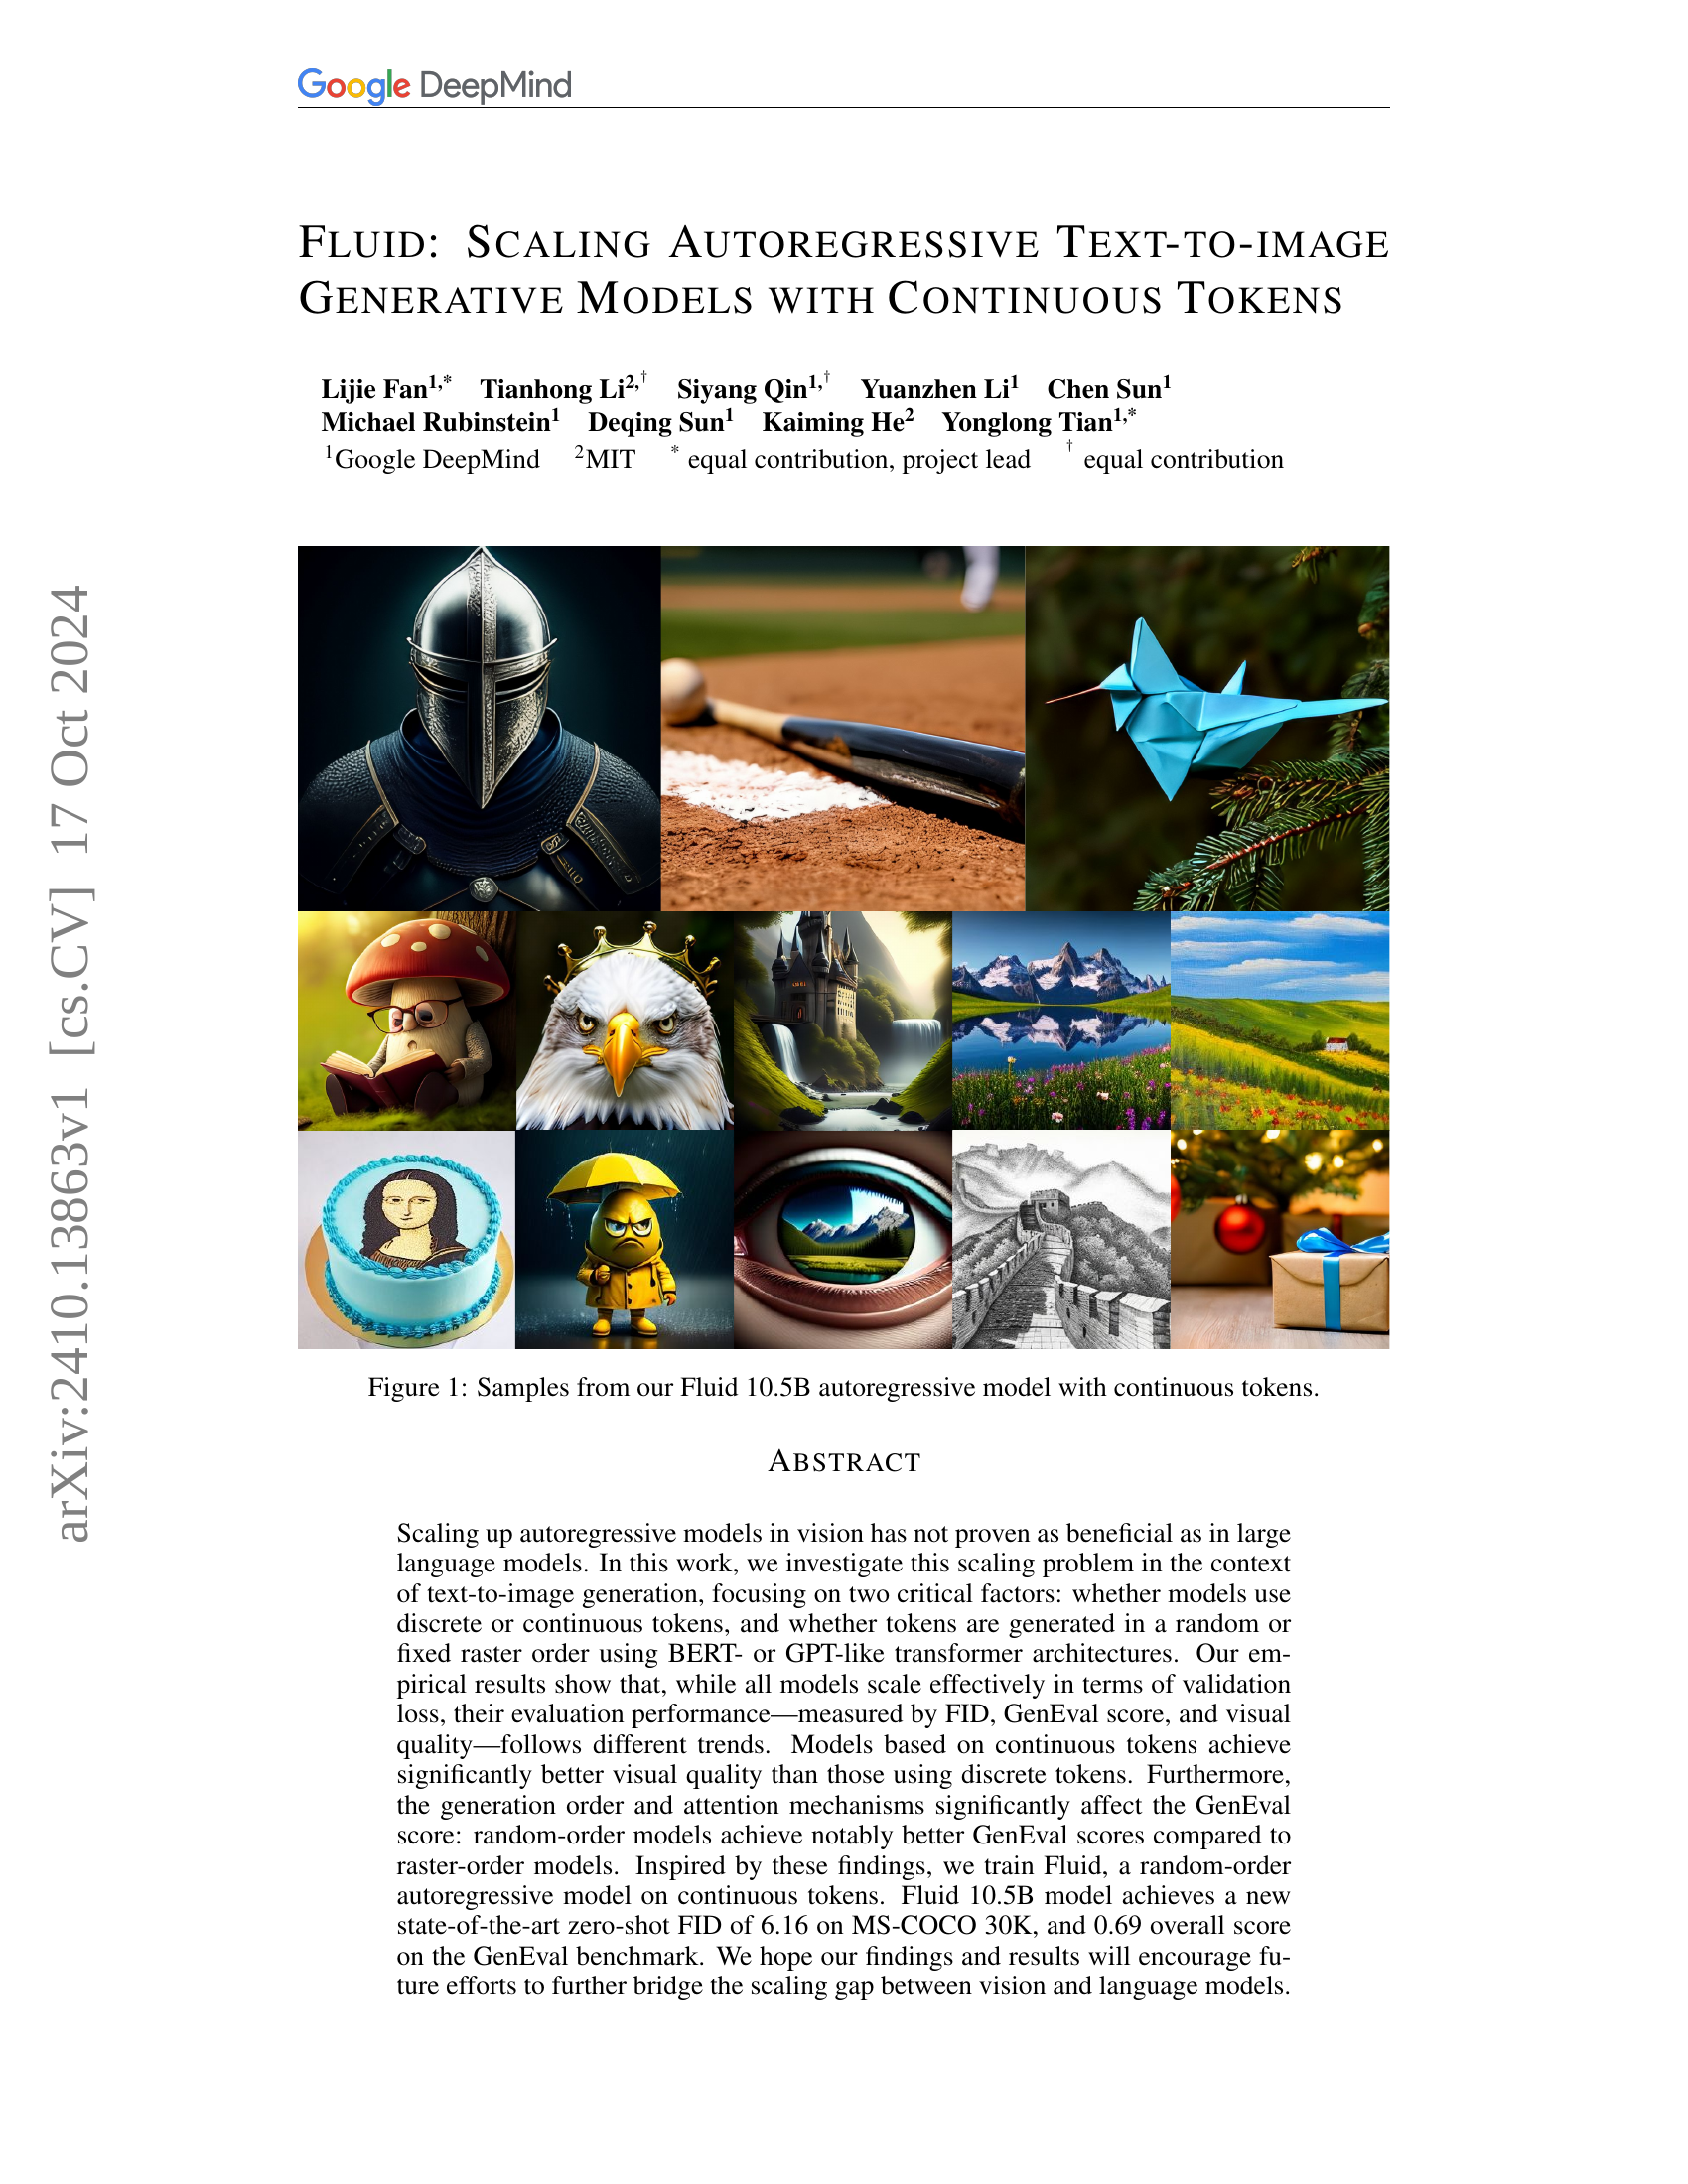 Google DeepMind
FLUID: SCALING AUTOREGRESSIVE TEXT-TO-IMAGE
GENERATIVE MODELS WITH CONTINUOUS TOKENS
Lijie Fan1,* Tianhong Li2,† Siyang Qin1,† Yuanzhen Li1 Chen Sun1
Michael Rubinstein1 Deqing Sun1 Kaiming He2 Yonglong Tian1,*
1Google DeepMind 2MIT * equal contribution, project lead † equal contribution
arXiv:2410.13863v1 [cs.CV] 17 Oct 2024
Figure 1: Samples from our Fluid 10.5B autoregressive model with continuous tokens.
ABSTRACT
Scaling up autoregressive models in vision has not proven as beneficial as in large
language models. In this work, we investigate this scaling problem in the context
of text-to-image generation, focusing on two critical factors: whether models use
discrete or continuous tokens, and whether tokens are generated in a random or
fixed raster order using BERT- or GPT-like transformer architectures. Our em-
pirical results show that, while all models scale effectively in terms of validation
loss, their evaluation performance—measured by FID, GenEval score, and visual
quality—follows different trends. Models based on continuous tokens achieve
significantly better visual quality than those using discrete tokens. Furthermore,
the generation order and attention mechanisms significantly affect the GenEval
score: random-order models achieve notably better GenEval scores compared to
raster-order models. Inspired by these findings, we train Fluid, a random-order
autoregressive model on continuous tokens. Fluid 10.5B model achieves a new
state-of-the-art zero-shot FID of 6.16 on MS-COCO 30K, and 0.69 overall score
on the GenEval benchmark. We hope our findings and results will encourage fu-
ture efforts to further bridge the scaling gap between vision and language models.